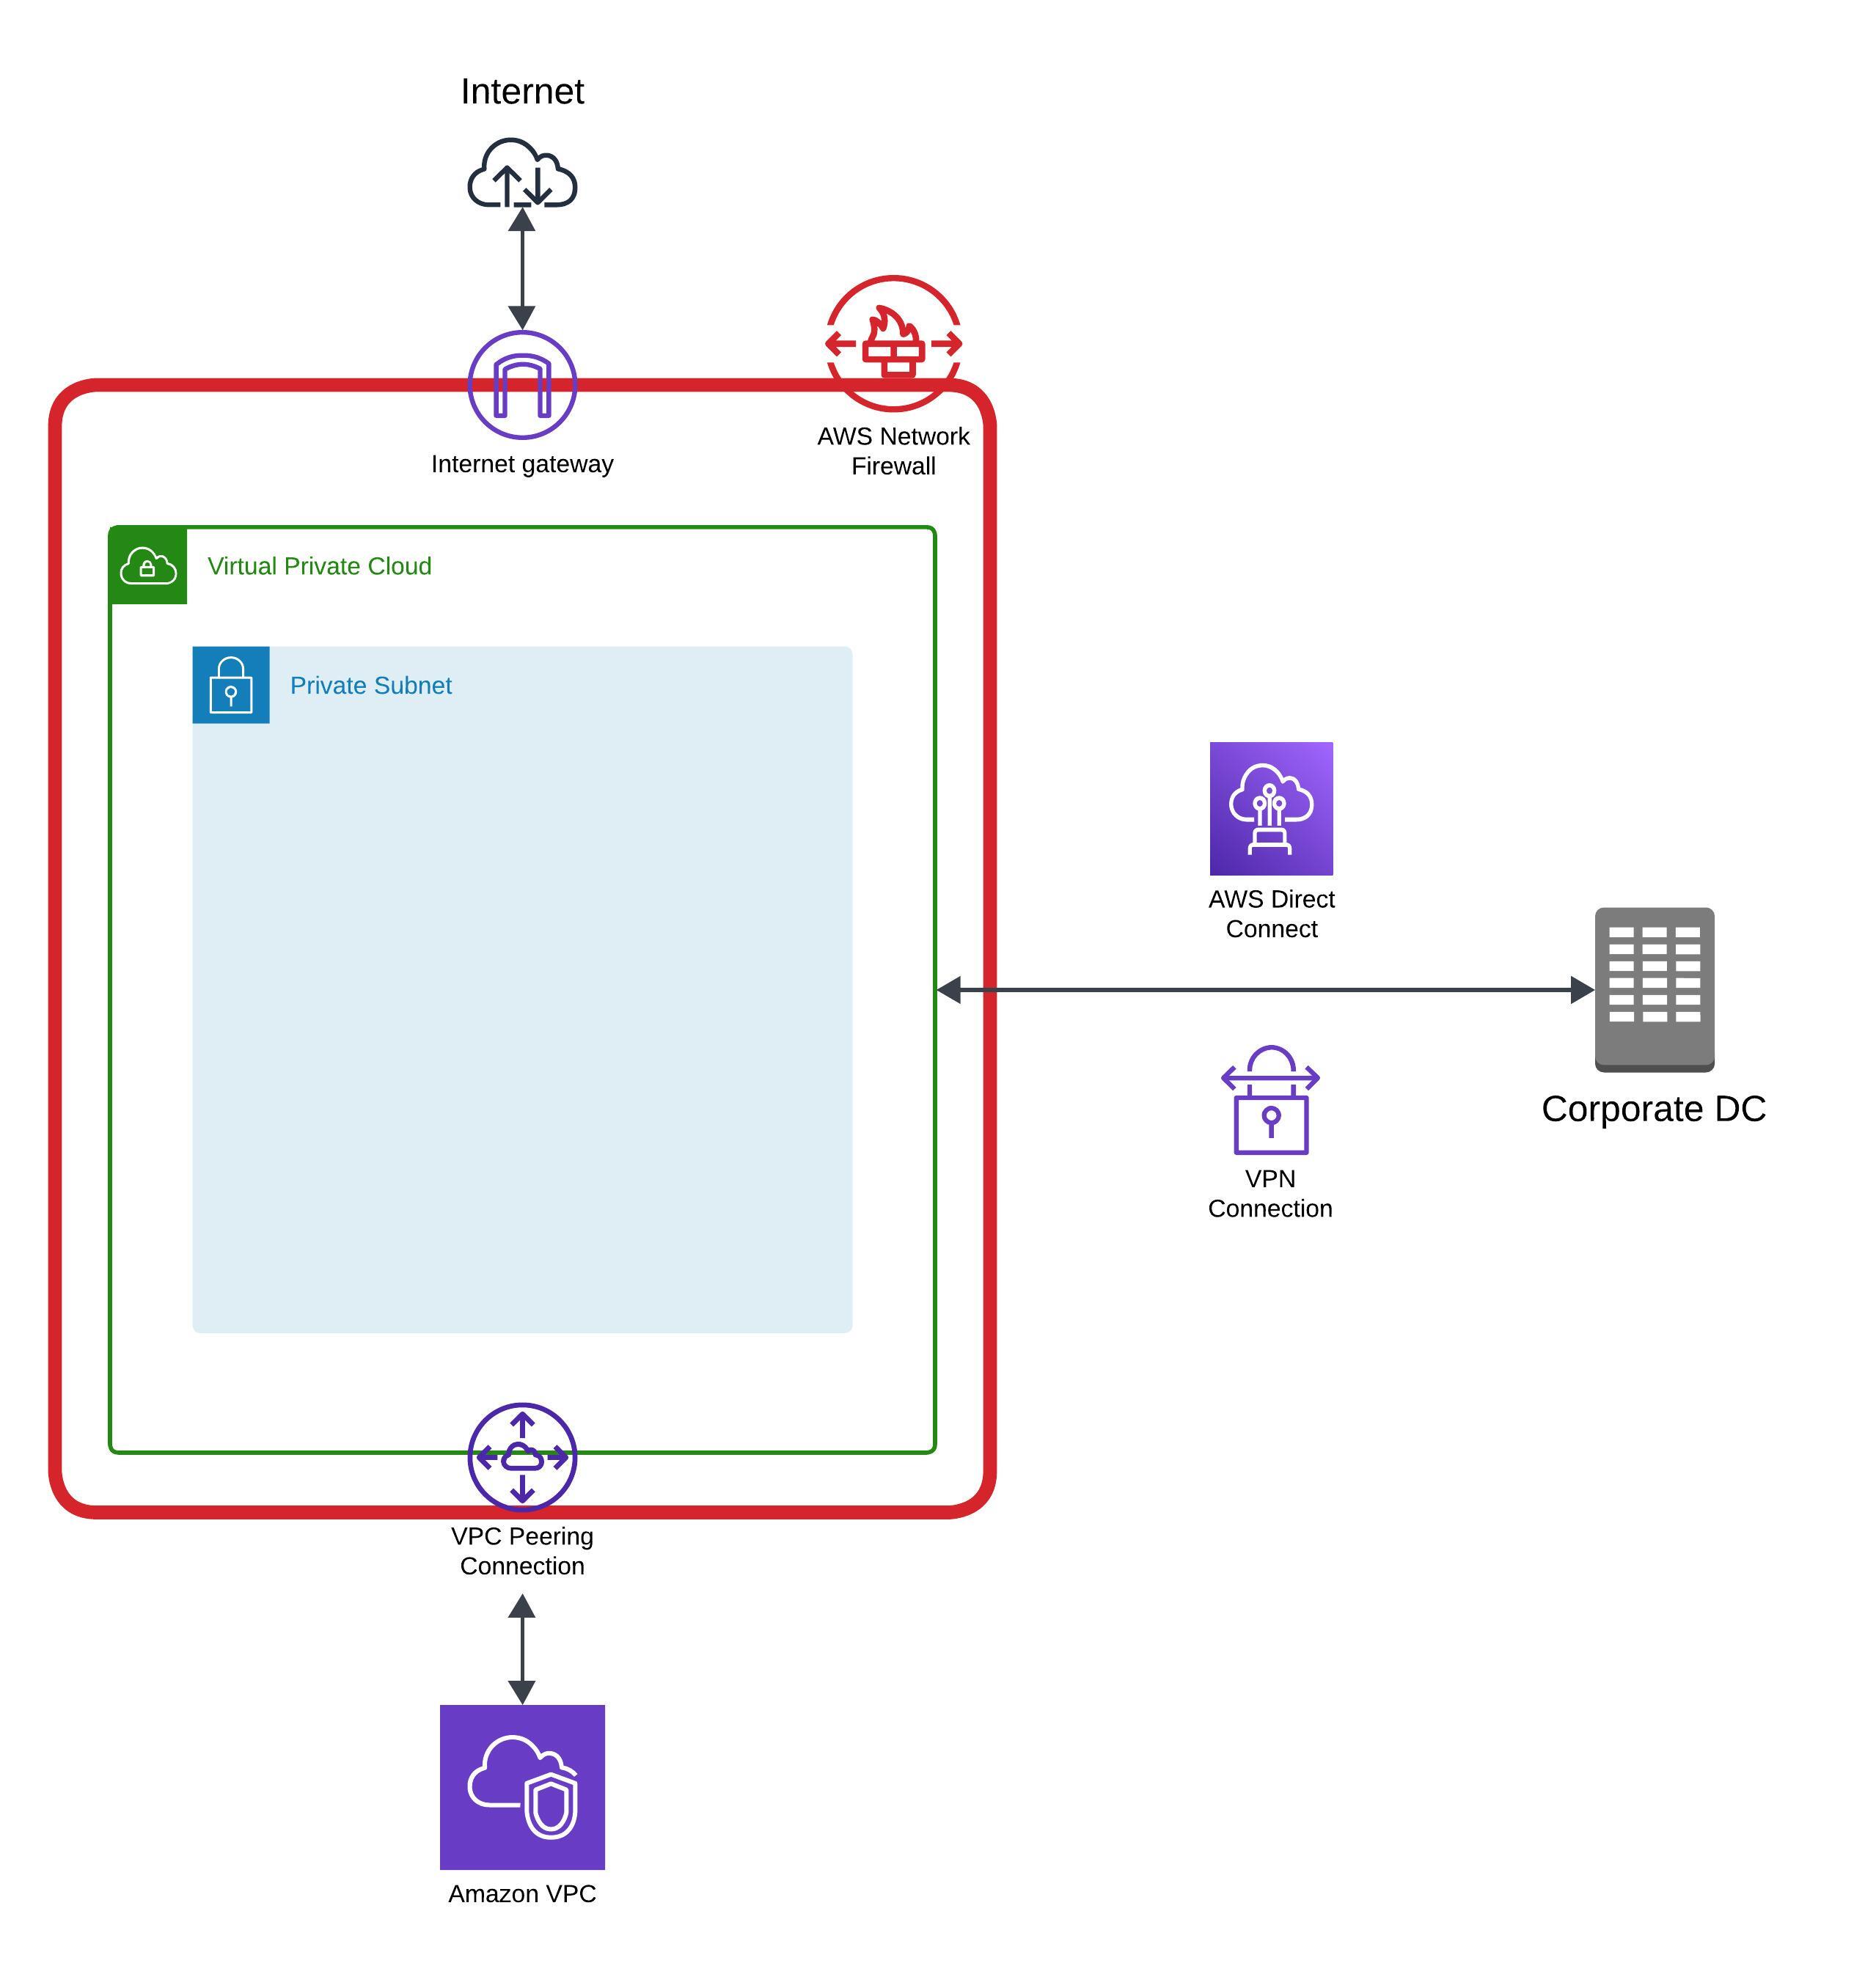 Internet
AWS Network
Firewall
Internet gateway
Virtual Private Cloud
Private Subnet
AWS Direct
Connect
Corporate DC
VPN
Connection
VPC Peering
Connection
Amazon VPC